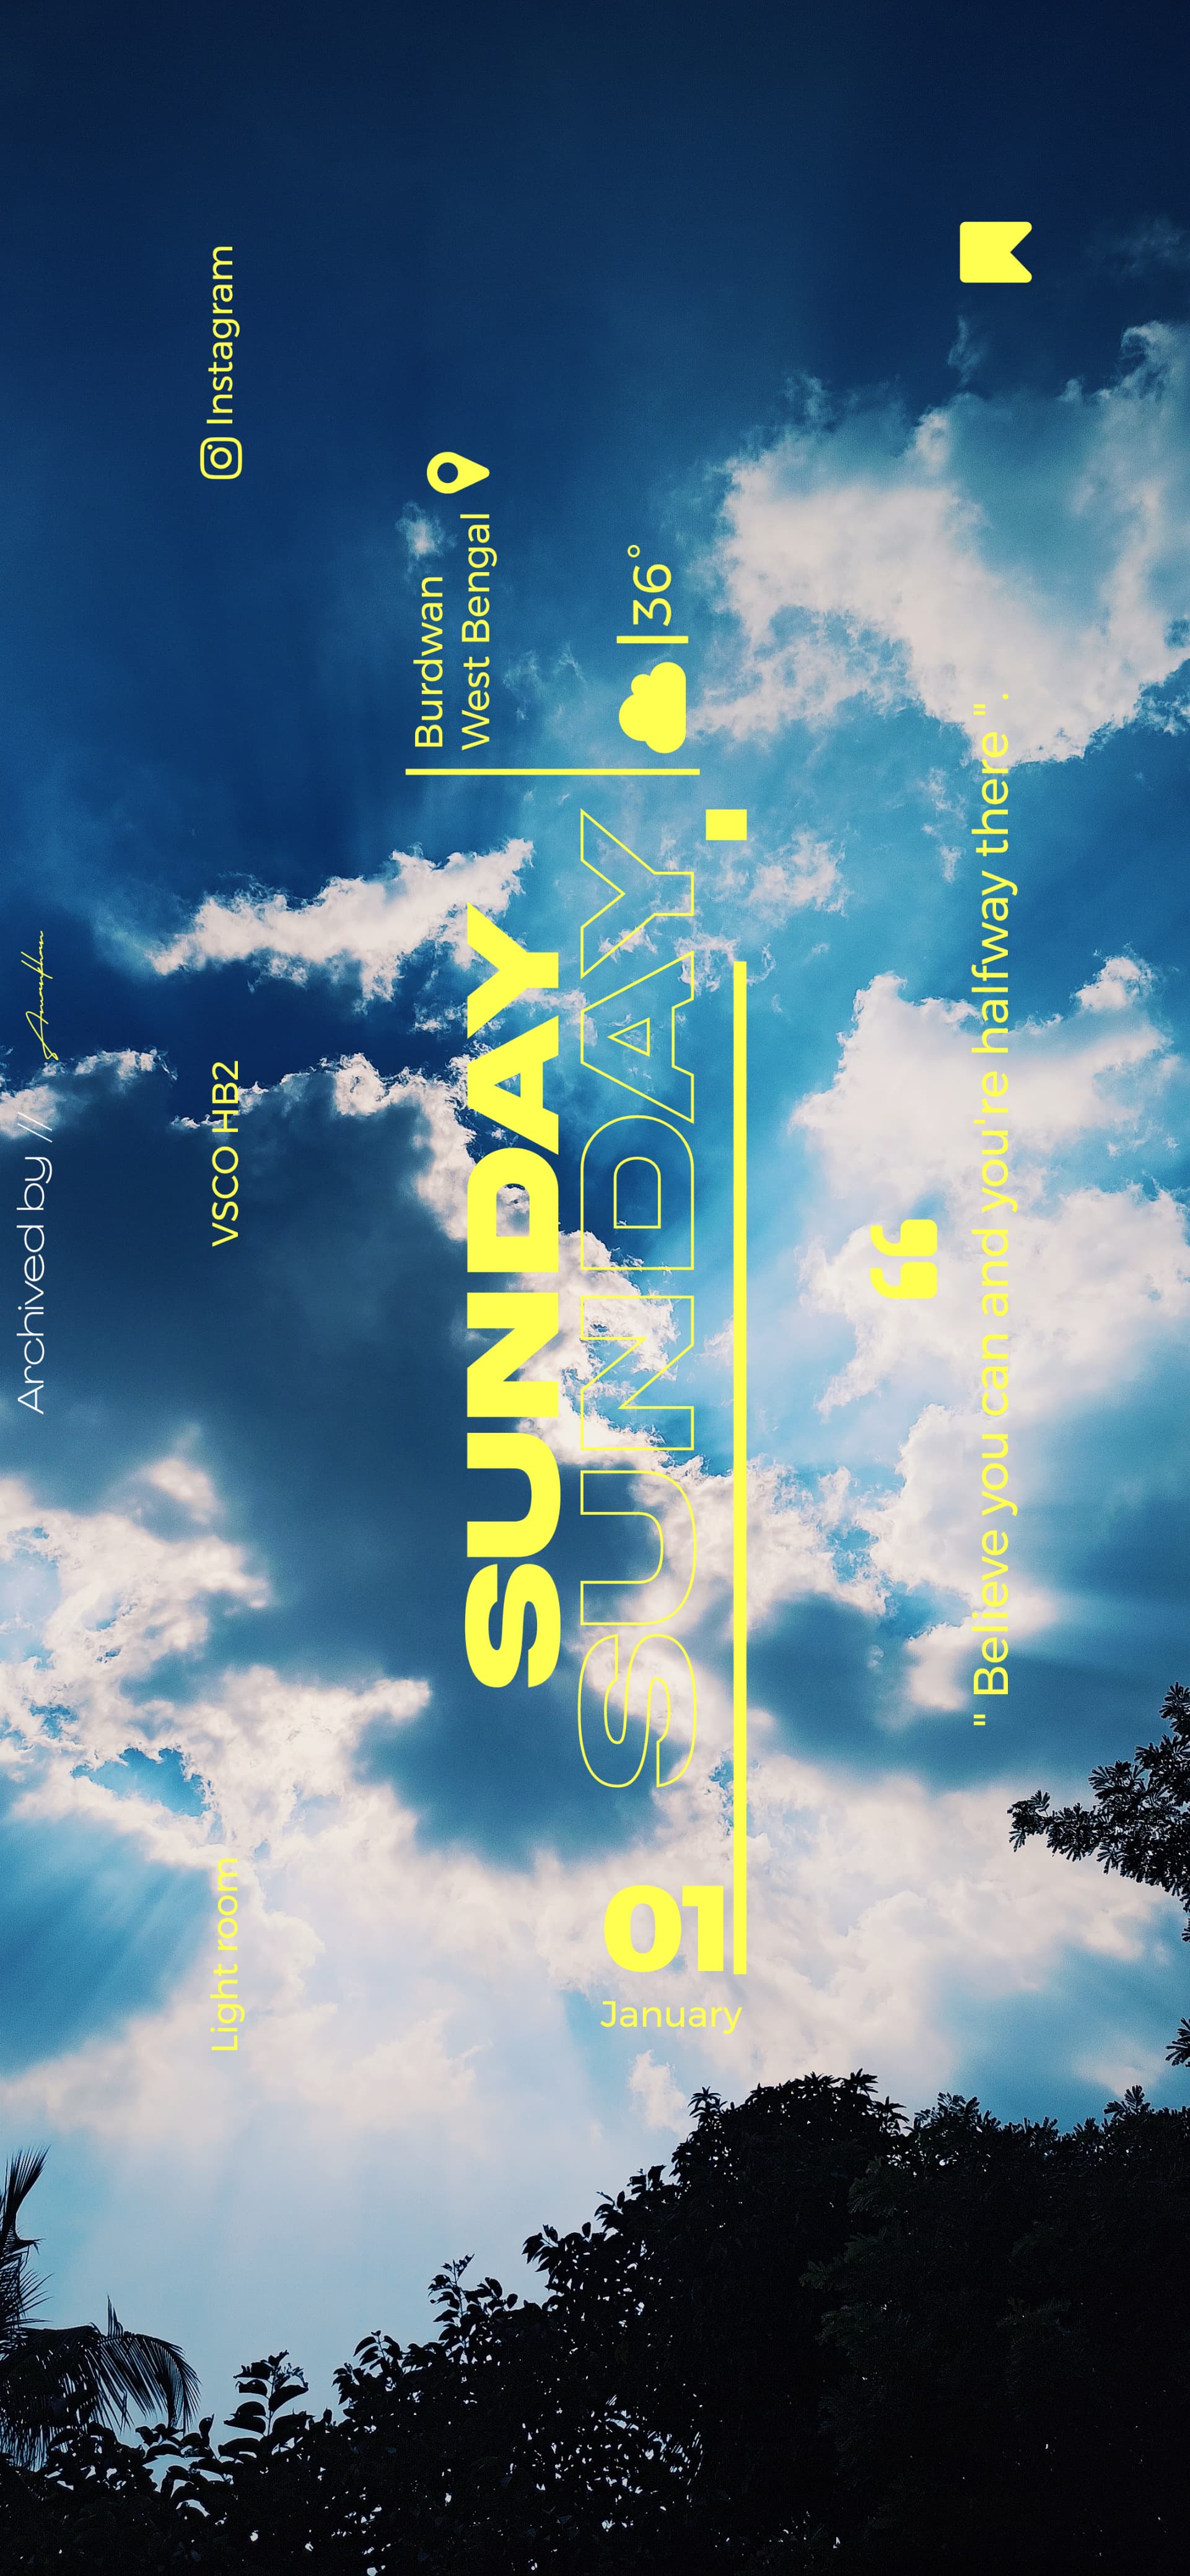 Archived by //
Light room
VSCO HB2
Instagram
Burdwan
West Bengal
SUNDAY
SUNDAY
36°
01
January
" Believe you can and you're halfway there ".